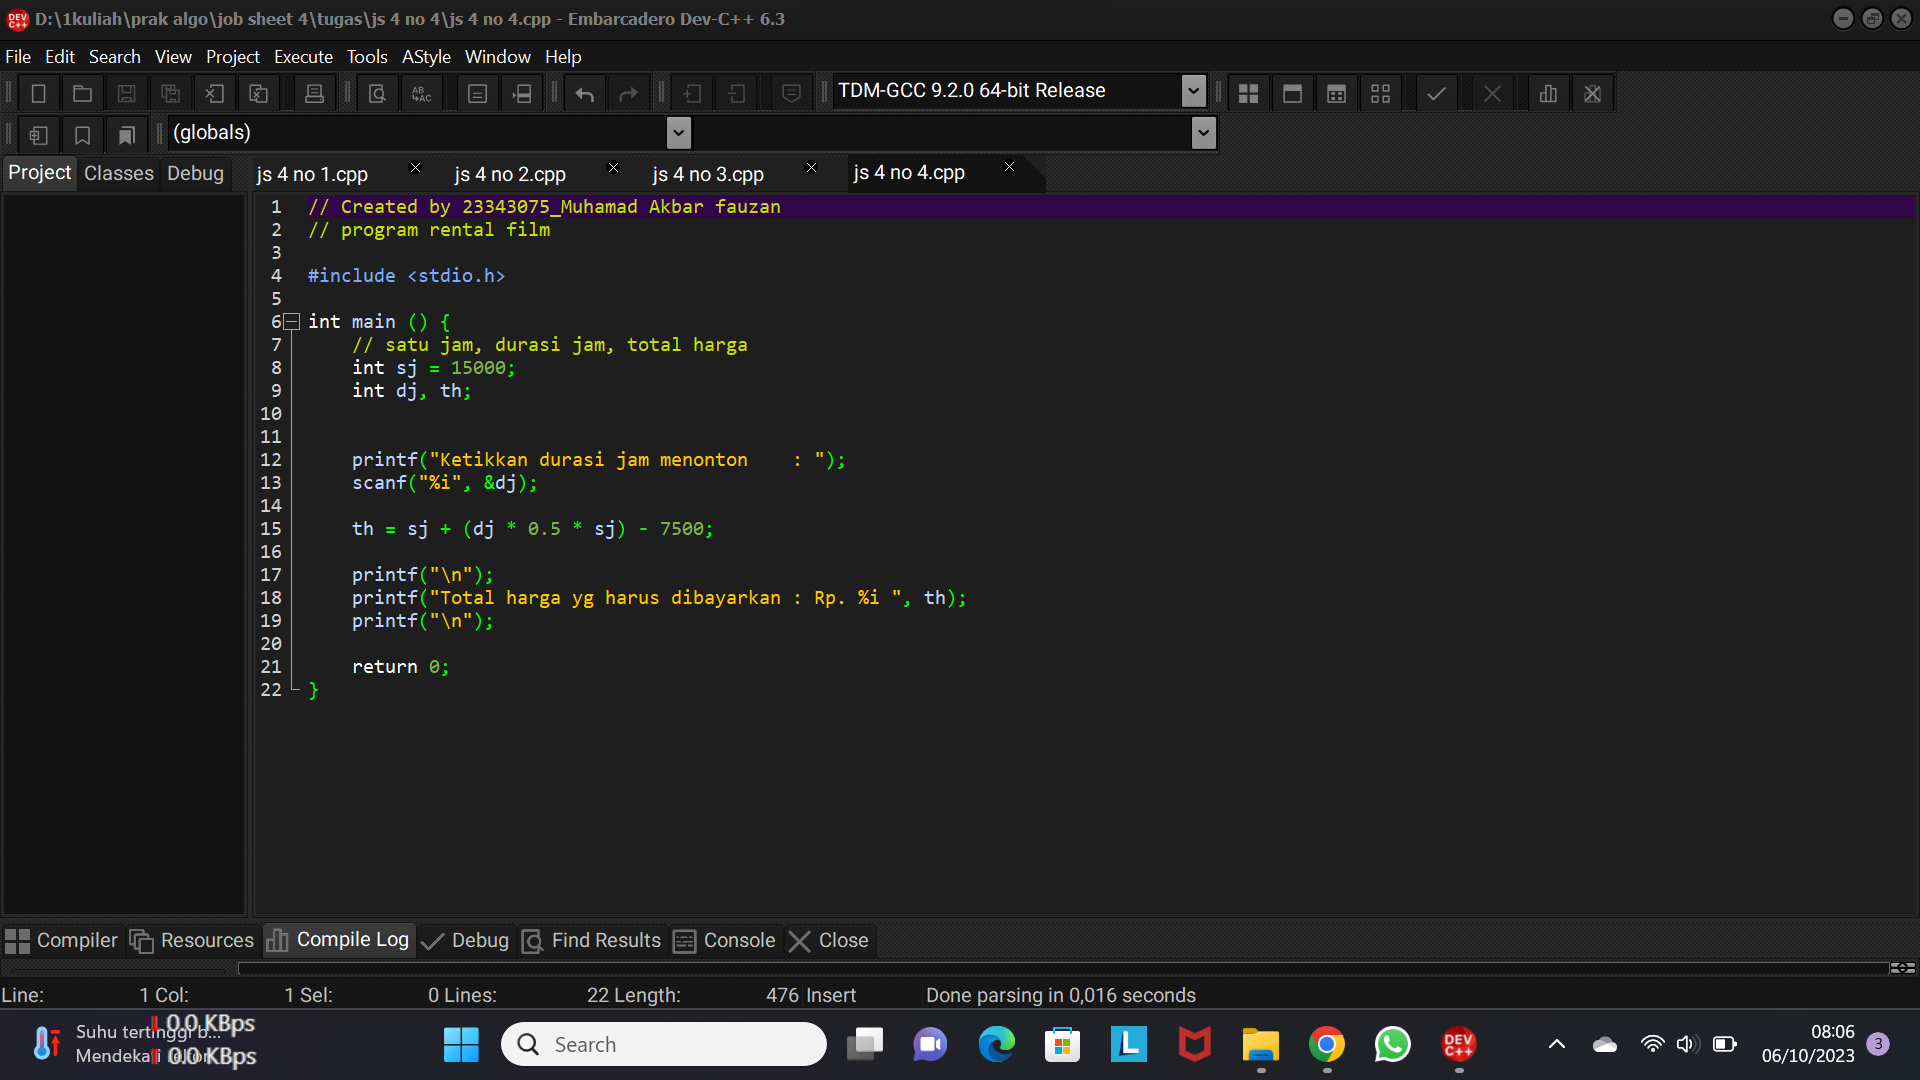 D:\1kuliah\prak algo\job sheet 4\tugas\js 4 no 4\js 4 no 4.cpp - Embarcadero Dev-C++ 6.3
File Edit Search View Project Execute Tools AStyle Window Help
TDM-GCC 9.2.0 64-bit Release
(globals)
Project Classes Debug
js 4 no 1.cpp js 4 no 2.cpp js 4 no 3.cpp js 4 no 4.cpp
1 // Created by 23343075_Muhamad Akbar fauzan
2 // program rental film
3
4 #include <stdio.h>
5
6 int main () {
7 // satu jam, durasi jam, total harga
8 int sj = 15000;
9 int dj, th;
10
11
12 printf("Ketikkan durasi jam menonton    : ");
13 scanf("%i", &dj);
14
15 th = sj + (dj * 0.5 * sj) - 7500;
16
17 printf("\n");
18 printf("Total harga yg harus dibayarkan : Rp. %i ", th);
19 printf("\n");
20
21 return 0;
22 }
Compiler Resources Compile Log Debug Find Results Console Close
Line: 1 Col: 1 Sel: 0 Lines: 22 Length: 476 Insert Done parsing in 0,016 seconds
Suhu tertinggi b...
0.0 KBps
0.0 KBps
Search
DEV C++
08:06
06/10/2023
3